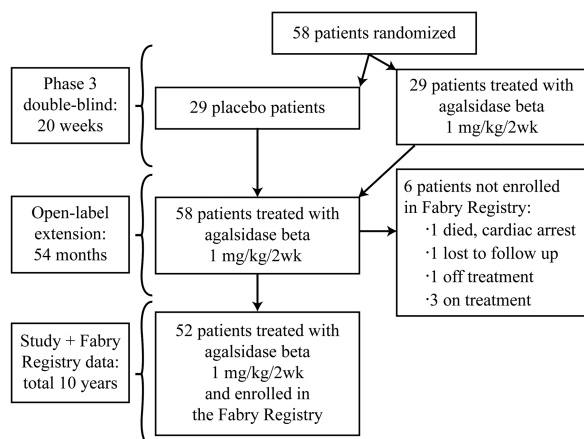 58 patients randomized
Phase 3
double-blind:
20 weeks
29 placebo patients
29 patients treated with
agalsidase beta
1 mg/kg/2wk
Open-label
extension:
54 months
58 patients treated with
agalsidase beta
1 mg/kg/2wk
6 patients not enrolled
in Fabry Registry:
·1 died, cardiac arrest
·1 lost to follow up
·1 off treatment
·3 on treatment
Study + Fabry
Registry data:
total 10 years
52 patients treated with
agalsidase beta
1 mg/kg/2wk
and enrolled in
the Fabry Registry